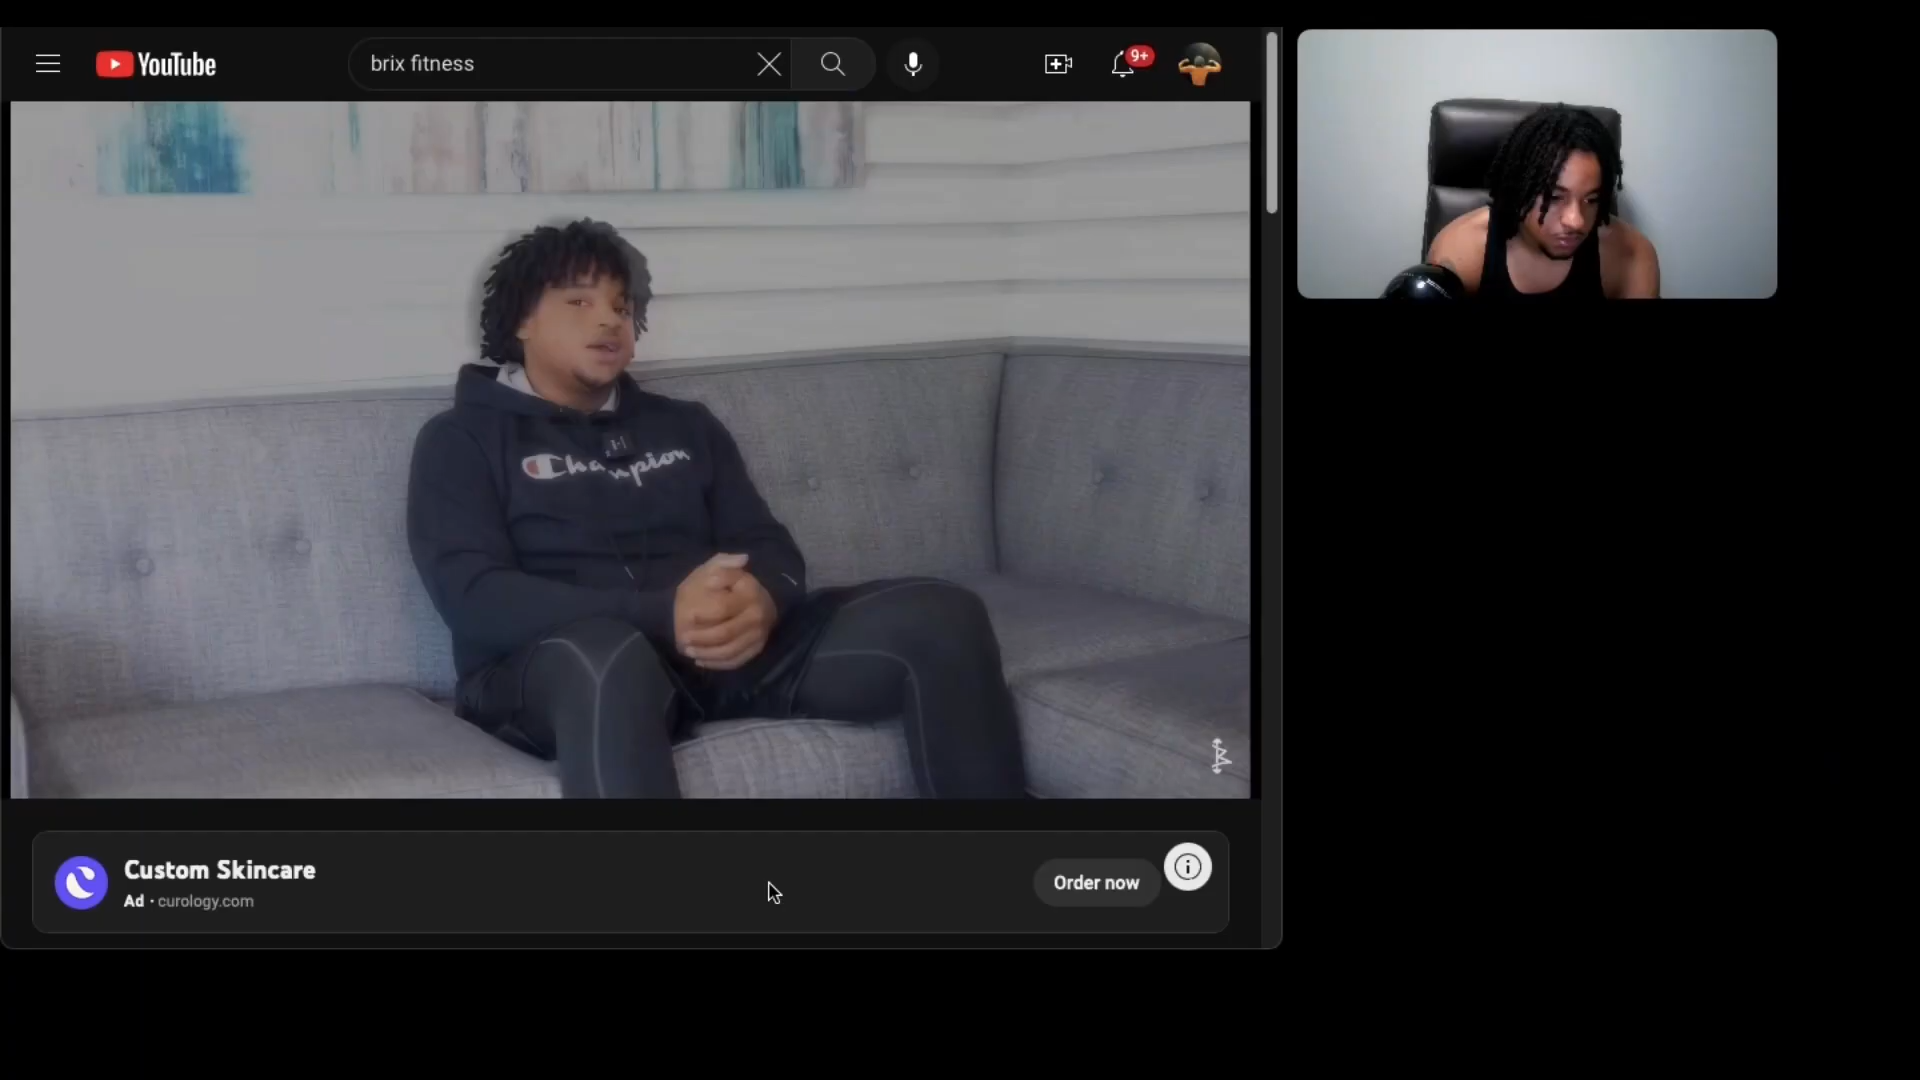 YouTube
brix fitness
9+
Champion
Custom Skincare
Ad · curology.com
Order now